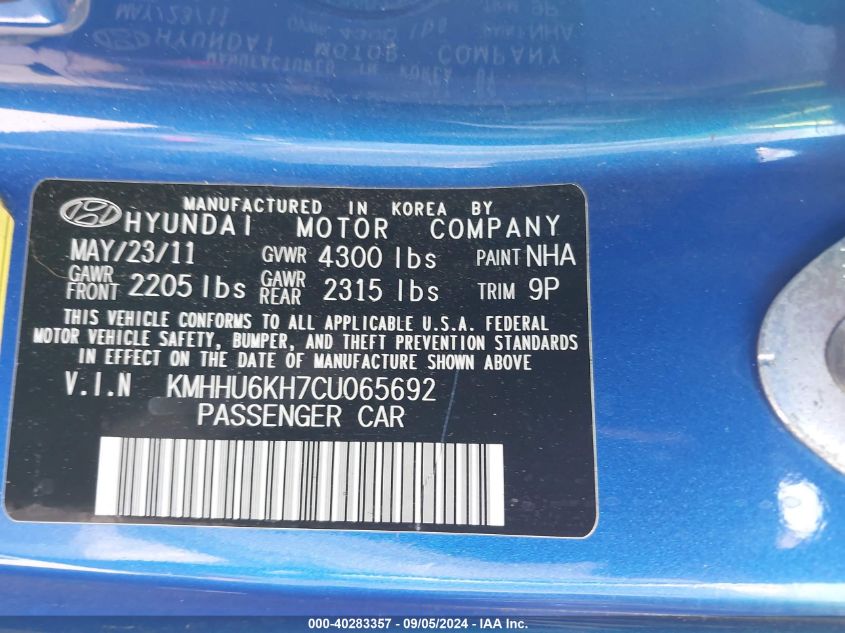 MANUFACTURED IN KOREA BY
HYUNDAI MOTOR COMPANY
MAY/23/11 GVWR 4300 lbs PAINT NHA
GAWR FRONT 2205 lbs GAWR REAR 2315 lbs TRIM 9P
THIS VEHICLE CONFORMS TO ALL APPLICABLE U.S.A. FEDERAL
MOTOR VEHICLE SAFETY, BUMPER, AND THEFT PREVENTION STANDARDS
IN EFFECT ON THE DATE OF MANUFACTURE SHOWN ABOVE
V.I.N KMHHU6KH7CU065692
PASSENGER CAR
000-40283357 - 09/05/2024 - IAA Inc.